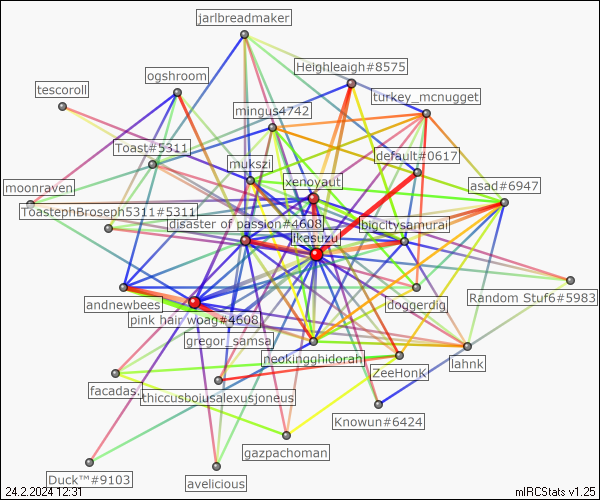 jarlbreadmaker
Heighleaigh#8575
ogshroom
tescoroll
turkey_mcnugget
mingus4742
Toast#5311
default#0617
mukszi
xenoyaut
asad#6947
moonraven
ToastephBroseph5311#5311
disaster of passion#4608
bigcitysamurai
ikasuzu
Random Stuf6#5983
andnewbees
doggerdig
pink hair woag#4608
gregor_samsa
neokingghidorah
lahnk
ZeeHonk
facadas.
thiccusboiusalexusjoneus
Knowun#6424
gazpachoman
Duck™#9103
avelicious
24.2.2024 12:31
mIRCStats v1.25